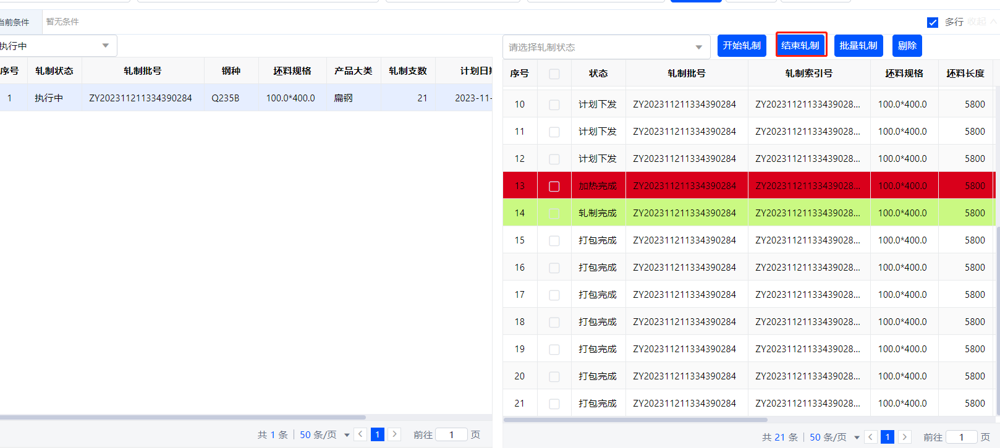 当前条件 暂无条件 多行 收起
执行中
请选择轧制状态 开始轧制 结束轧制 批量轧制 剔除
序号 轧制状态 轧制批号 钢种 坯料规格 产品大类 轧制支数 计划日期
1 执行中 ZY202311211334390284 Q235B 100.0*400.0 扁钢 21 2023-11-
共 1 条 50 条/页 1 前往 1 页
序号 状态 轧制批号 轧制索引号 坯料规格 坯料长度
10 计划下发 ZY202311211334390284 ZY20231121133439028... 100.0*400.0 5800
11 计划下发 ZY202311211334390284 ZY20231121133439028... 100.0*400.0 5800
12 计划下发 ZY202311211334390284 ZY20231121133439028... 100.0*400.0 5800
13 加热完成 ZY202311211334390284 ZY20231121133439028... 100.0*400.0 5800
14 轧制完成 ZY202311211334390284 ZY20231121133439028... 100.0*400.0 5800
15 打包完成 ZY202311211334390284 ZY20231121133439028... 100.0*400.0 5800
16 打包完成 ZY202311211334390284 ZY20231121133439028... 100.0*400.0 5800
17 打包完成 ZY202311211334390284 ZY20231121133439028... 100.0*400.0 5800
18 打包完成 ZY202311211334390284 ZY20231121133439028... 100.0*400.0 5800
19 打包完成 ZY202311211334390284 ZY20231121133439028... 100.0*400.0 5800
20 打包完成 ZY202311211334390284 ZY20231121133439028... 100.0*400.0 5800
21 打包完成 ZY202311211334390284 ZY20231121133439028... 100.0*400.0 5800
共 21 条 50 条/页 1 前往 1 页